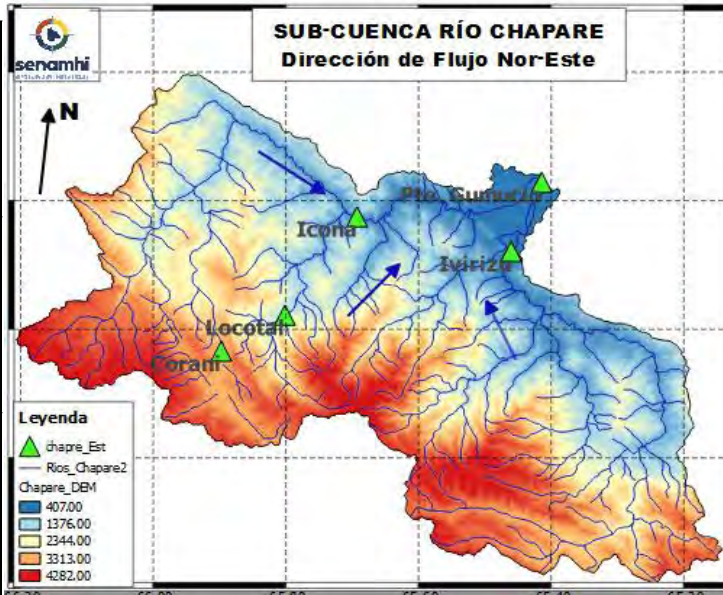 SUB-CUENCA RÍO CHAPARE
Dirección de Flujo Nor-Este
senamhi
N
Pto. Gumucio
Icona
Ivirizu
Locotal
Corani
Leyenda
chapre_Est
Rios_Chapare2
Chapare_DEM
407.00
1376.00
2344.00
3313.00
4282.00